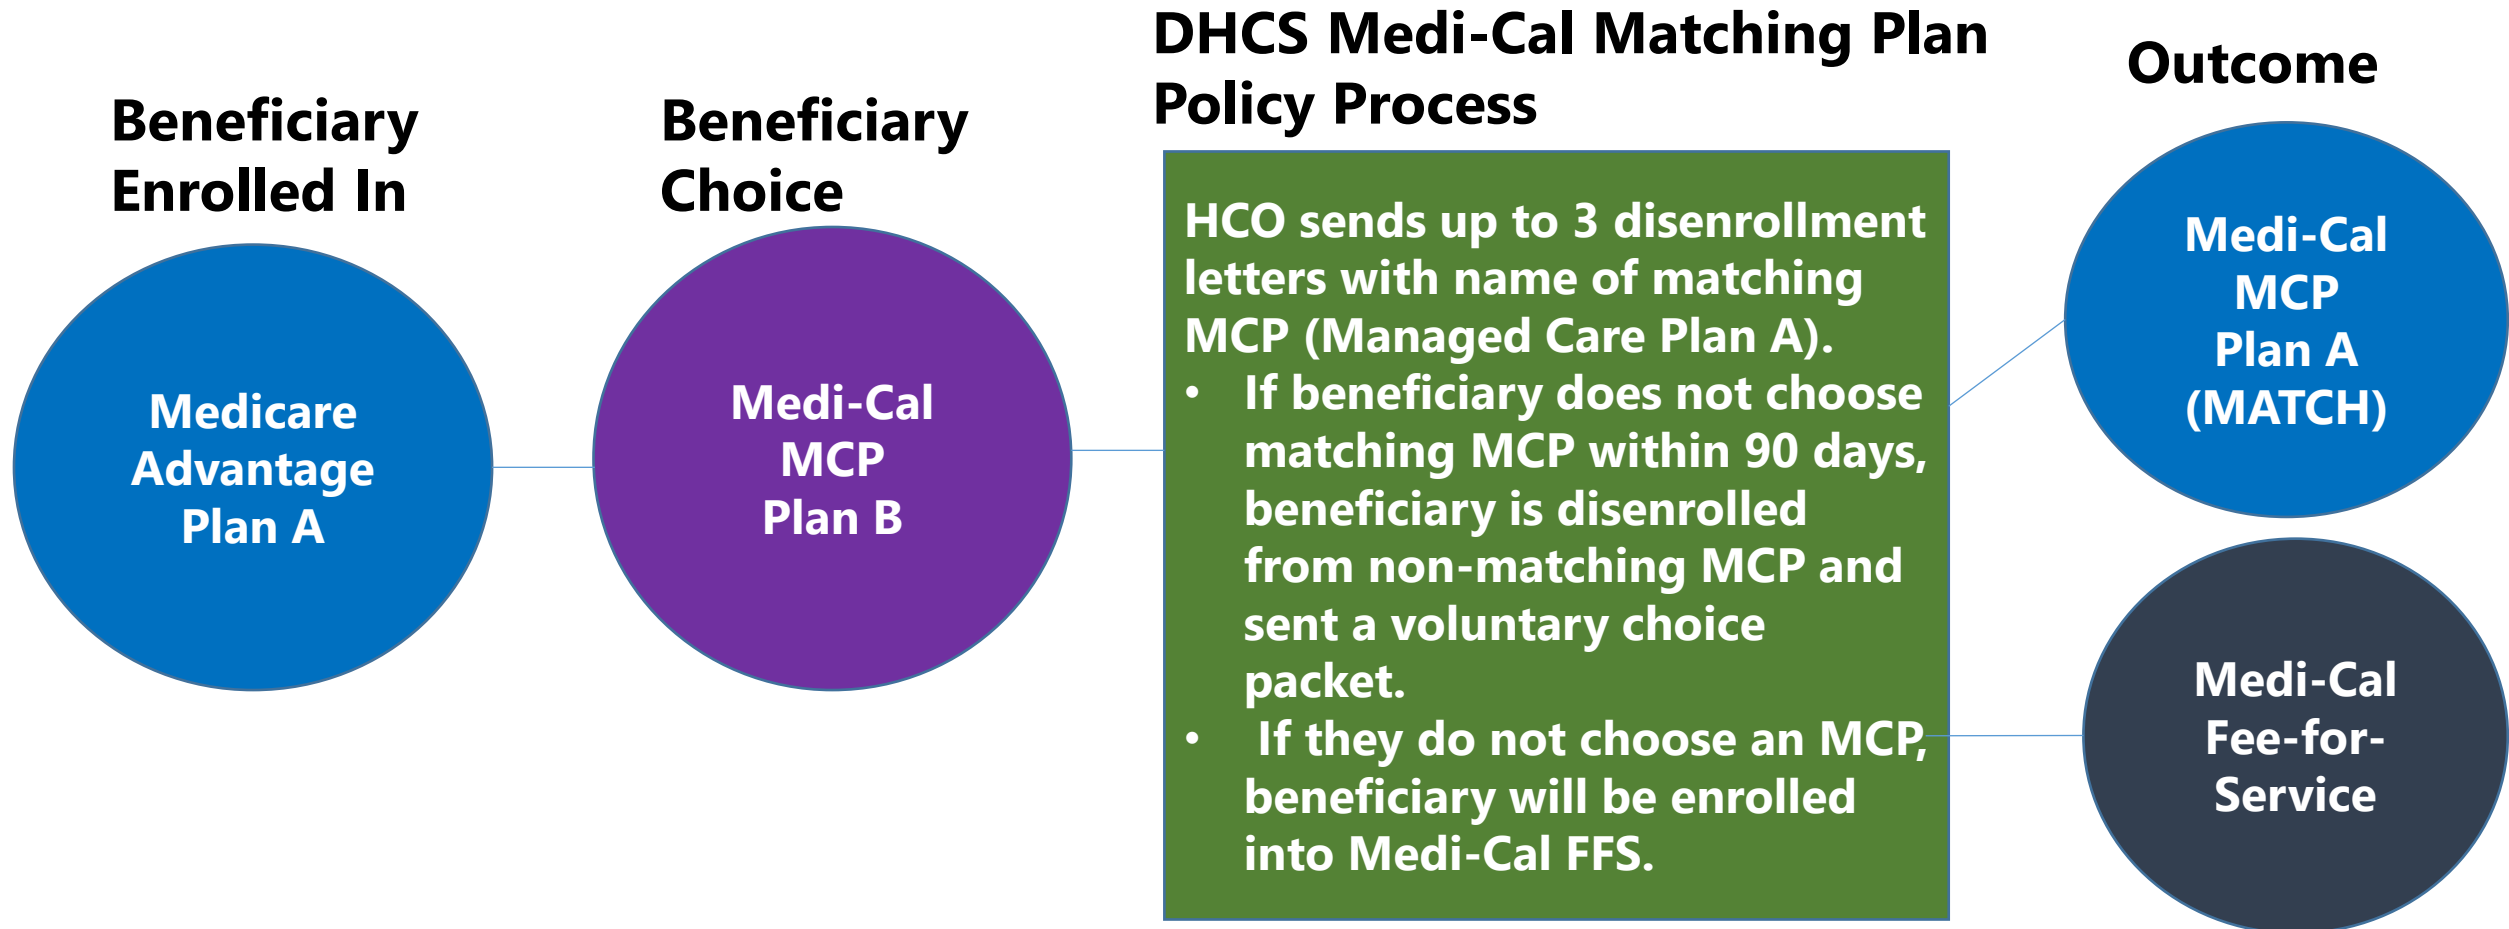 Beneficiary
Enrolled In
Medicare
Advantage
Plan A
Beneficiary
Choice
Medi-Cal
MCP
Plan B
DHCS Medi-Cal Matching Plan
Policy Process
HCO sends up to 3 disenrollment
letters with name of matching
MCP (Managed Care Plan A).
• If beneficiary does not choose
matching MCP within 90 days,
beneficiary is disenrolled
from non-matching MCP and
sent a voluntary choice
packet.
• If they do not choose an MCP,
beneficiary will be enrolled
into Medi-Cal FFS.
Outcome
Medi-Cal
MCP
Plan A
(MATCH)
Medi-Cal
Fee-for-
Service